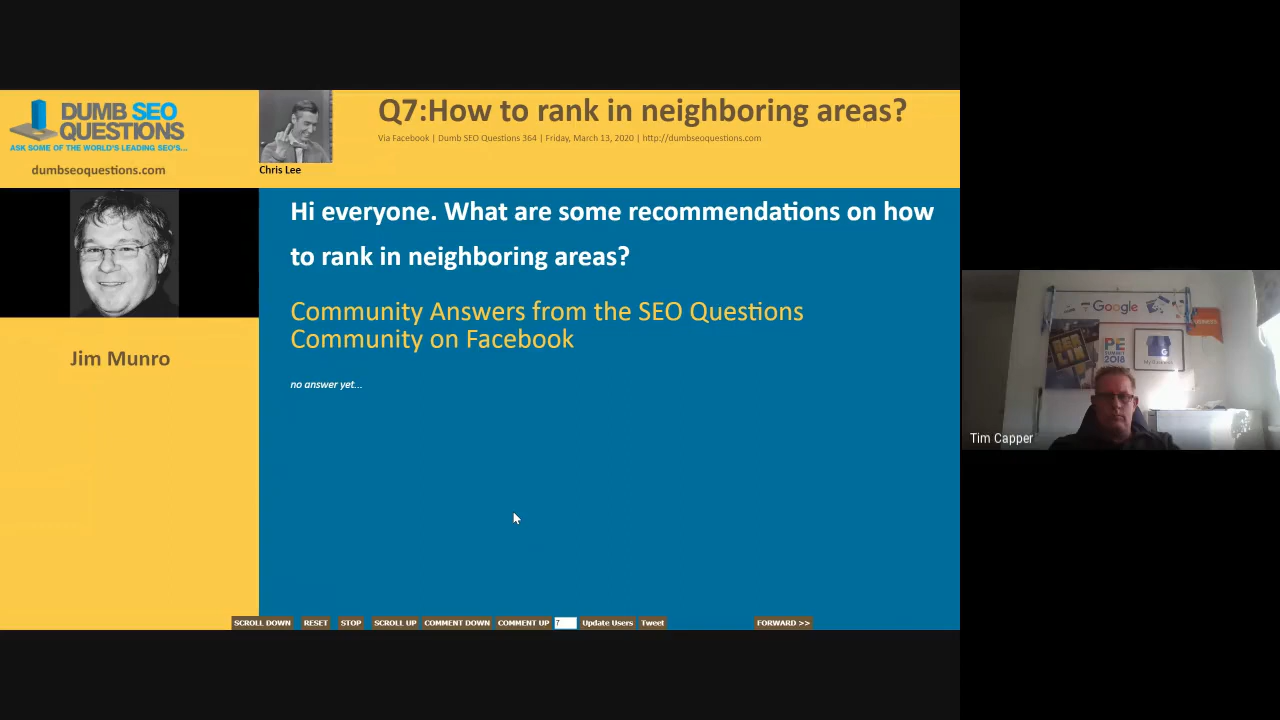 DUMB SEO
QUESTIONS
ASK SOME OF THE WORLD'S LEADING SEO'S...
dumbseoquestions.com
Chris Lee
Q7:How to rank in neighboring areas?
Via Facebook | Dumb SEO Questions 364 | Friday, March 13, 2020 | http://dumbseoquestions.com
Jim Munro
Hi everyone. What are some recommendations on how
to rank in neighboring areas?
Community Answers from the SEO Questions
Community on Facebook
no answer yet...
SCROLL DOWN RESET STOP SCROLL UP COMMENT DOWN COMMENT UP 7 Update Users Tweet FORWARD >>
Google
PE
SUMMIT
2018
Tim Capper